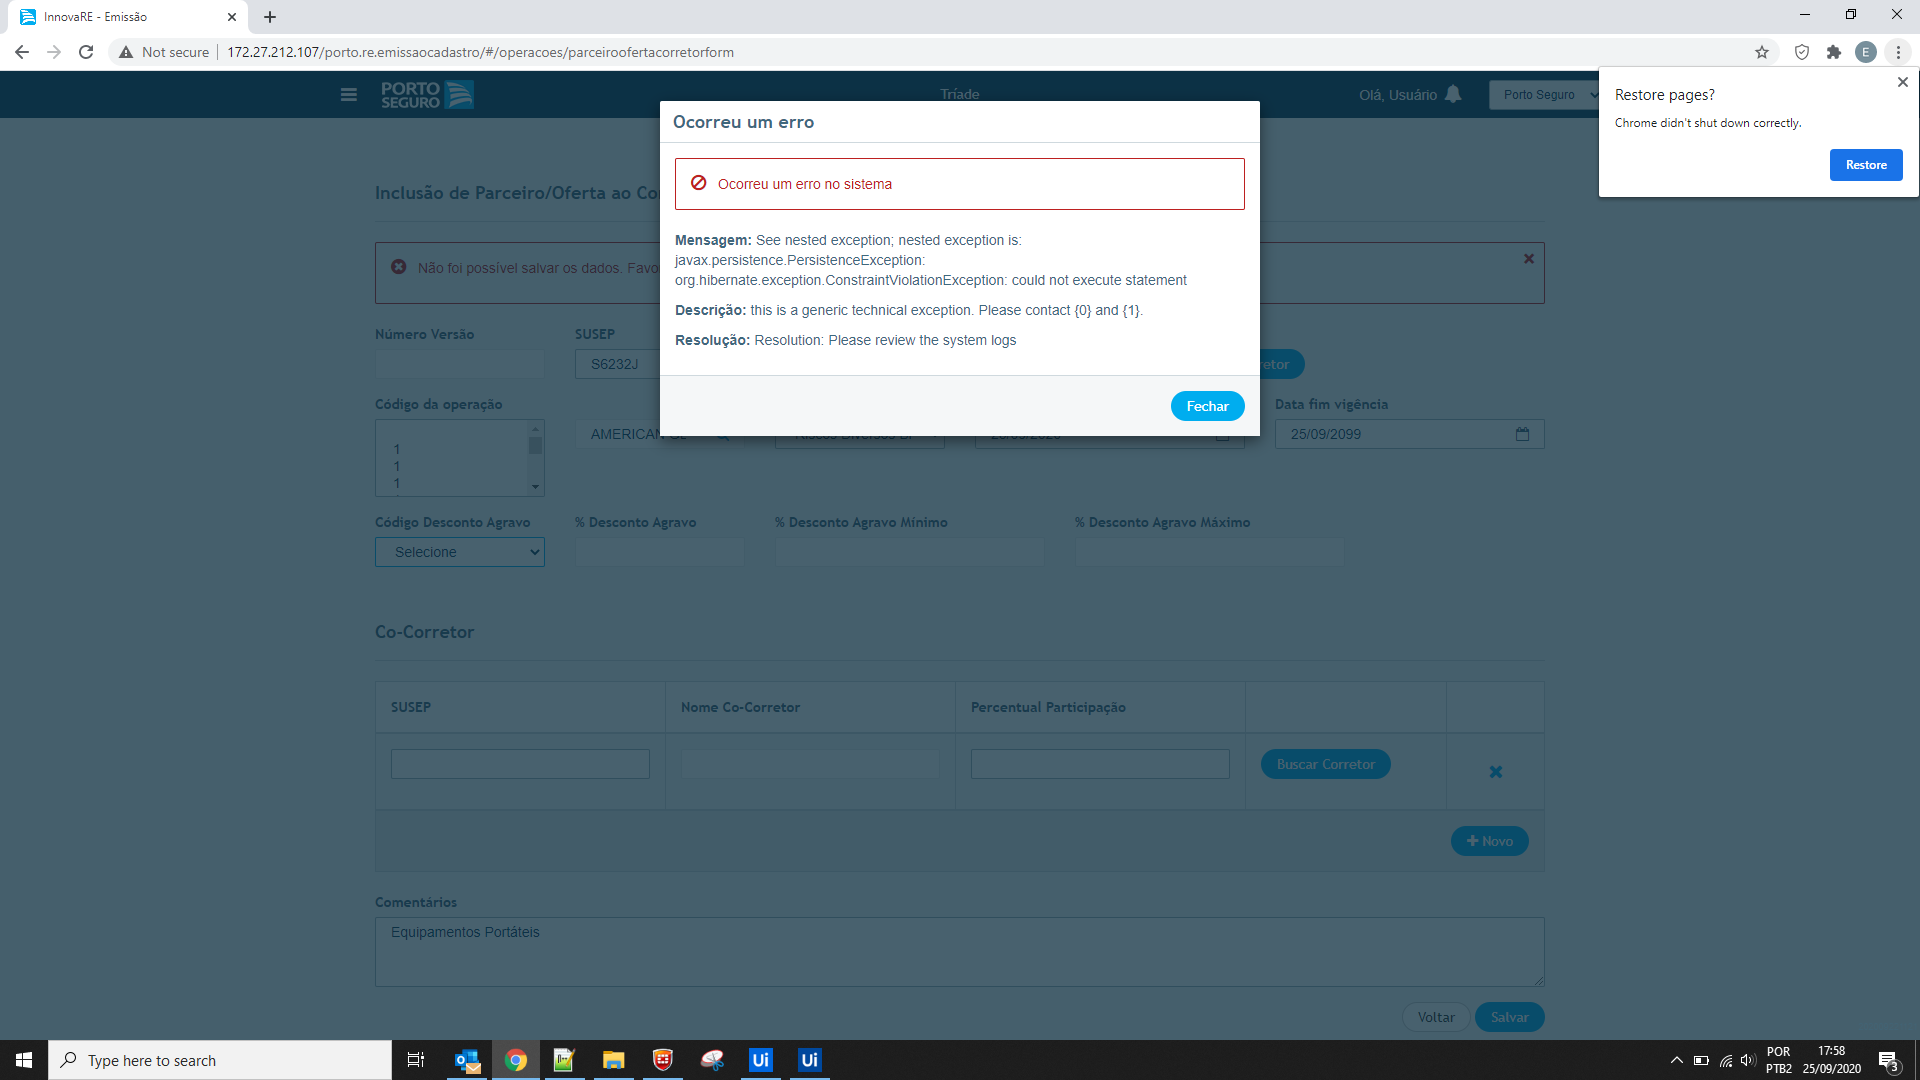 InnovaRE - Emissão
Not secure
172.27.212.107/porto.re.emissaocadastro/#/operacoes/parceiroofertacorretorform
E
Restore pages?
Chrome didn't shut down correctly.
Restore
PORTO
SEGURO
Tríade
Olá, Usuário
Porto Seguro
Ocorreu um erro
Ocorreu um erro no sistema
Mensagem: See nested exception; nested exception is:
javax.persistence.PersistenceException:
org.hibernate.exception.ConstraintViolationException: could not execute statement
Descrição: this is a generic technical exception. Please contact {0} and {1}.
Resolução: Resolution: Please review the system logs
Fechar
Inclusão de Parceiro/Oferta ao
Não foi possível salvar os dados.
Número Versão
SUSEP
S6232J
Código da operação
Data fim vigência
1
1
1
AMERICAN
25/09/2099
Código Desconto Agravo
% Desconto Agravo
% Desconto Agravo Mínimo
% Desconto Agravo Máximo
Selecione
Co-Corretor
SUSEP
Nome Co-Corretor
Percentual Participação
Buscar Corretor
Novo
Comentários
Equipamentos Portáteis
Voltar
Salvar
Type here to search
Ui
Ui
POR
PTB2
17:58
25/09/2020
3